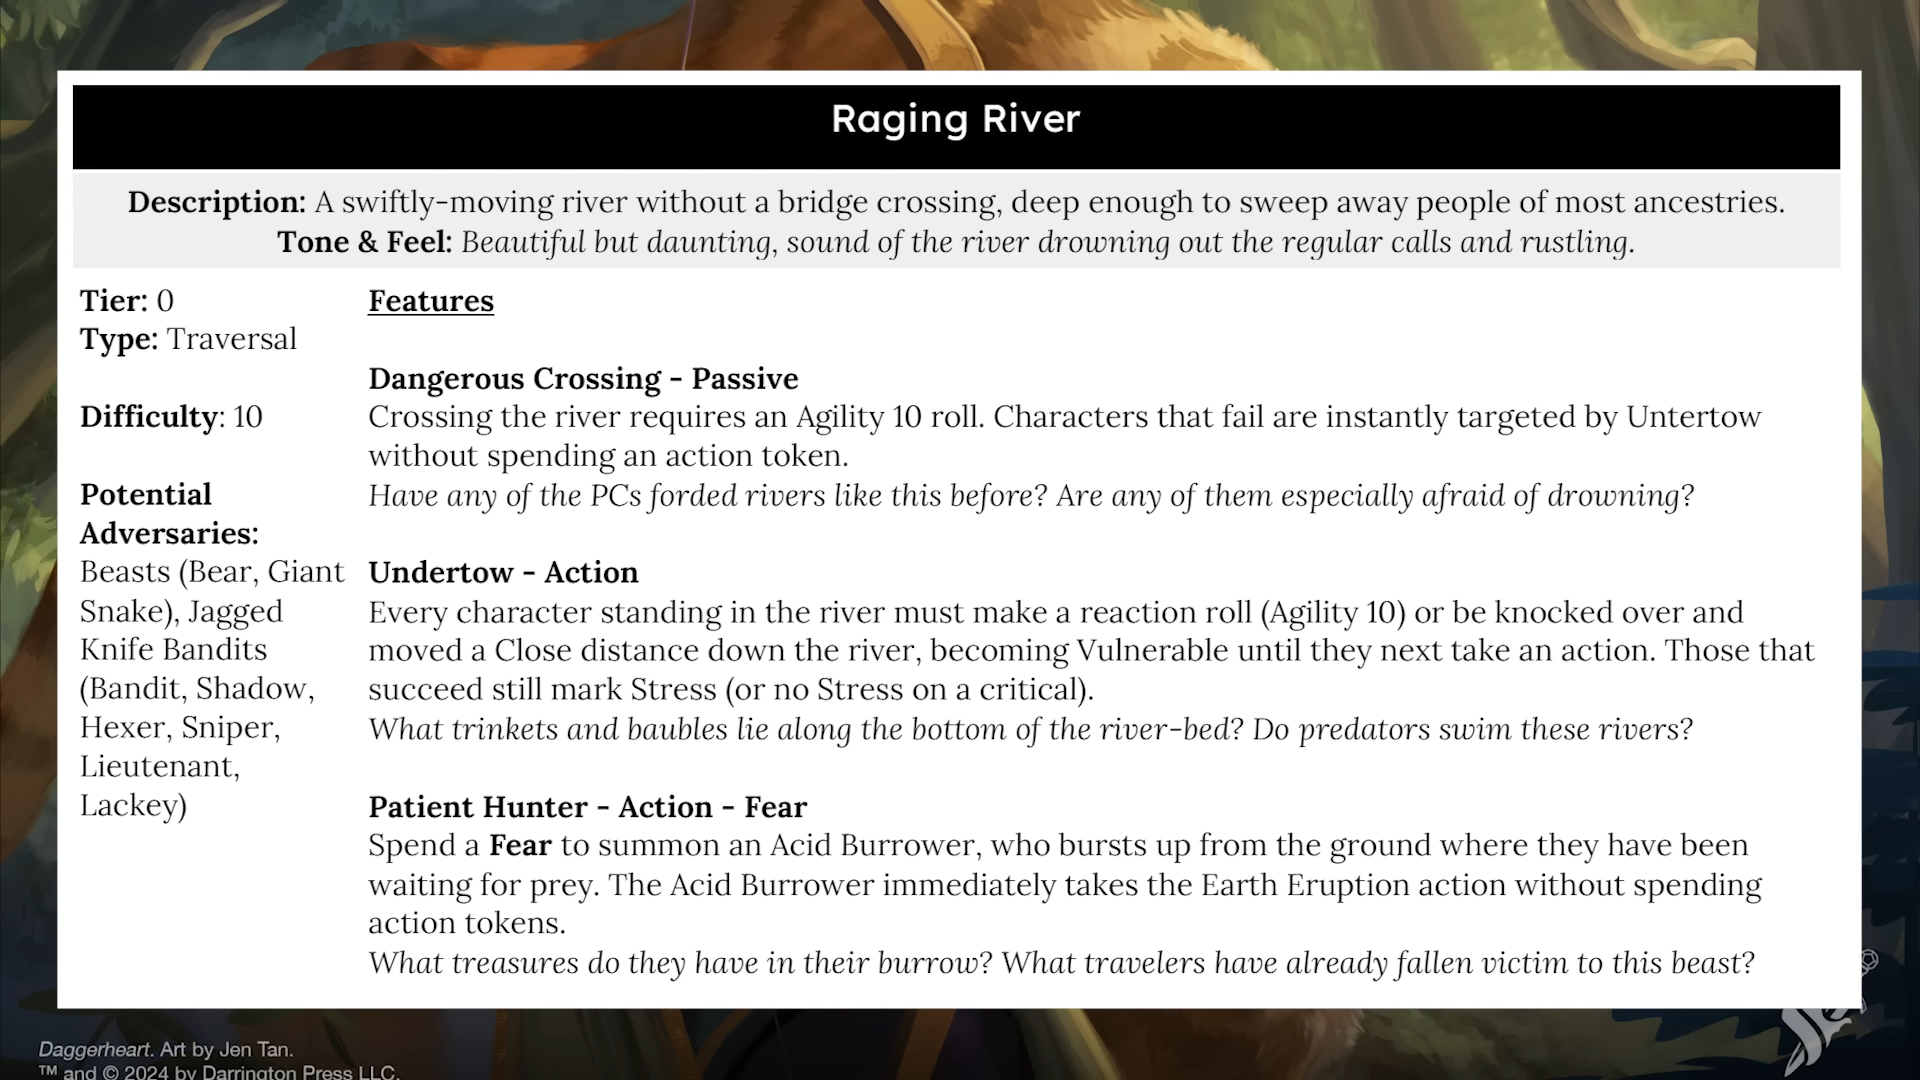 Raging River
Description: A swiftly-moving river without a bridge crossing, deep enough to sweep away people of most ancestries.
Tone & Feel: Beautiful but daunting, sound of the river drowning out the regular calls and rustling.
Tier: 0
Type: Traversal
Difficulty: 10
Potential
Adversaries:
Beasts (Bear, Giant
Snake), Jagged
Knife Bandits
(Bandit, Shadow,
Hexer, Sniper,
Lieutenant,
Lackey)
Features
Dangerous Crossing - Passive
Crossing the river requires an Agility 10 roll. Characters that fail are instantly targeted by Untertow
without spending an action token.
Have any of the PCs forded rivers like this before? Are any of them especially afraid of drowning?
Undertow - Action
Every character standing in the river must make a reaction roll (Agility 10) or be knocked over and
moved a Close distance down the river, becoming Vulnerable until they next take an action. Those that
succeed still mark Stress (or no Stress on a critical).
What trinkets and baubles lie along the bottom of the river-bed? Do predators swim these rivers?
Patient Hunter - Action - Fear
Spend a Fear to summon an Acid Burrower, who bursts up from the ground where they have been
waiting for prey. The Acid Burrower immediately takes the Earth Eruption action without spending
action tokens.
What treasures do they have in their burrow? What travelers have already fallen victim to this beast?
Daggerheart. Art by Jen Tan.
™ and © 2024 by Darrington Press LLC.